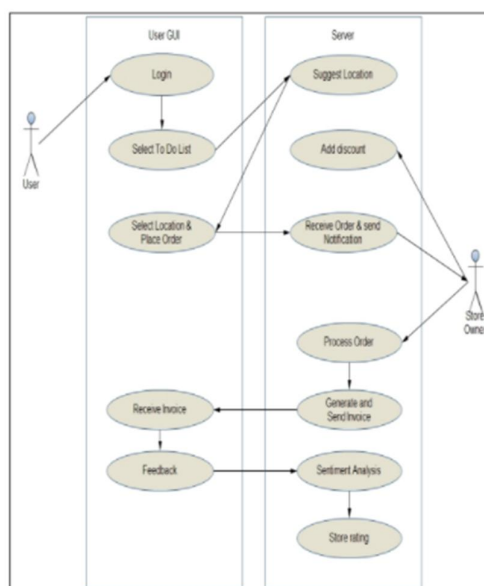 User GUI
Server
Login
Suggest Location
Select To Do List
Add discount
User
Select Location &
Place Order
Receive Order & send
Notification
Store
Owner
Process Order
Receive Invoice
Generate and
Send Invoice
Feedback
Sentiment Analysis
Store rating